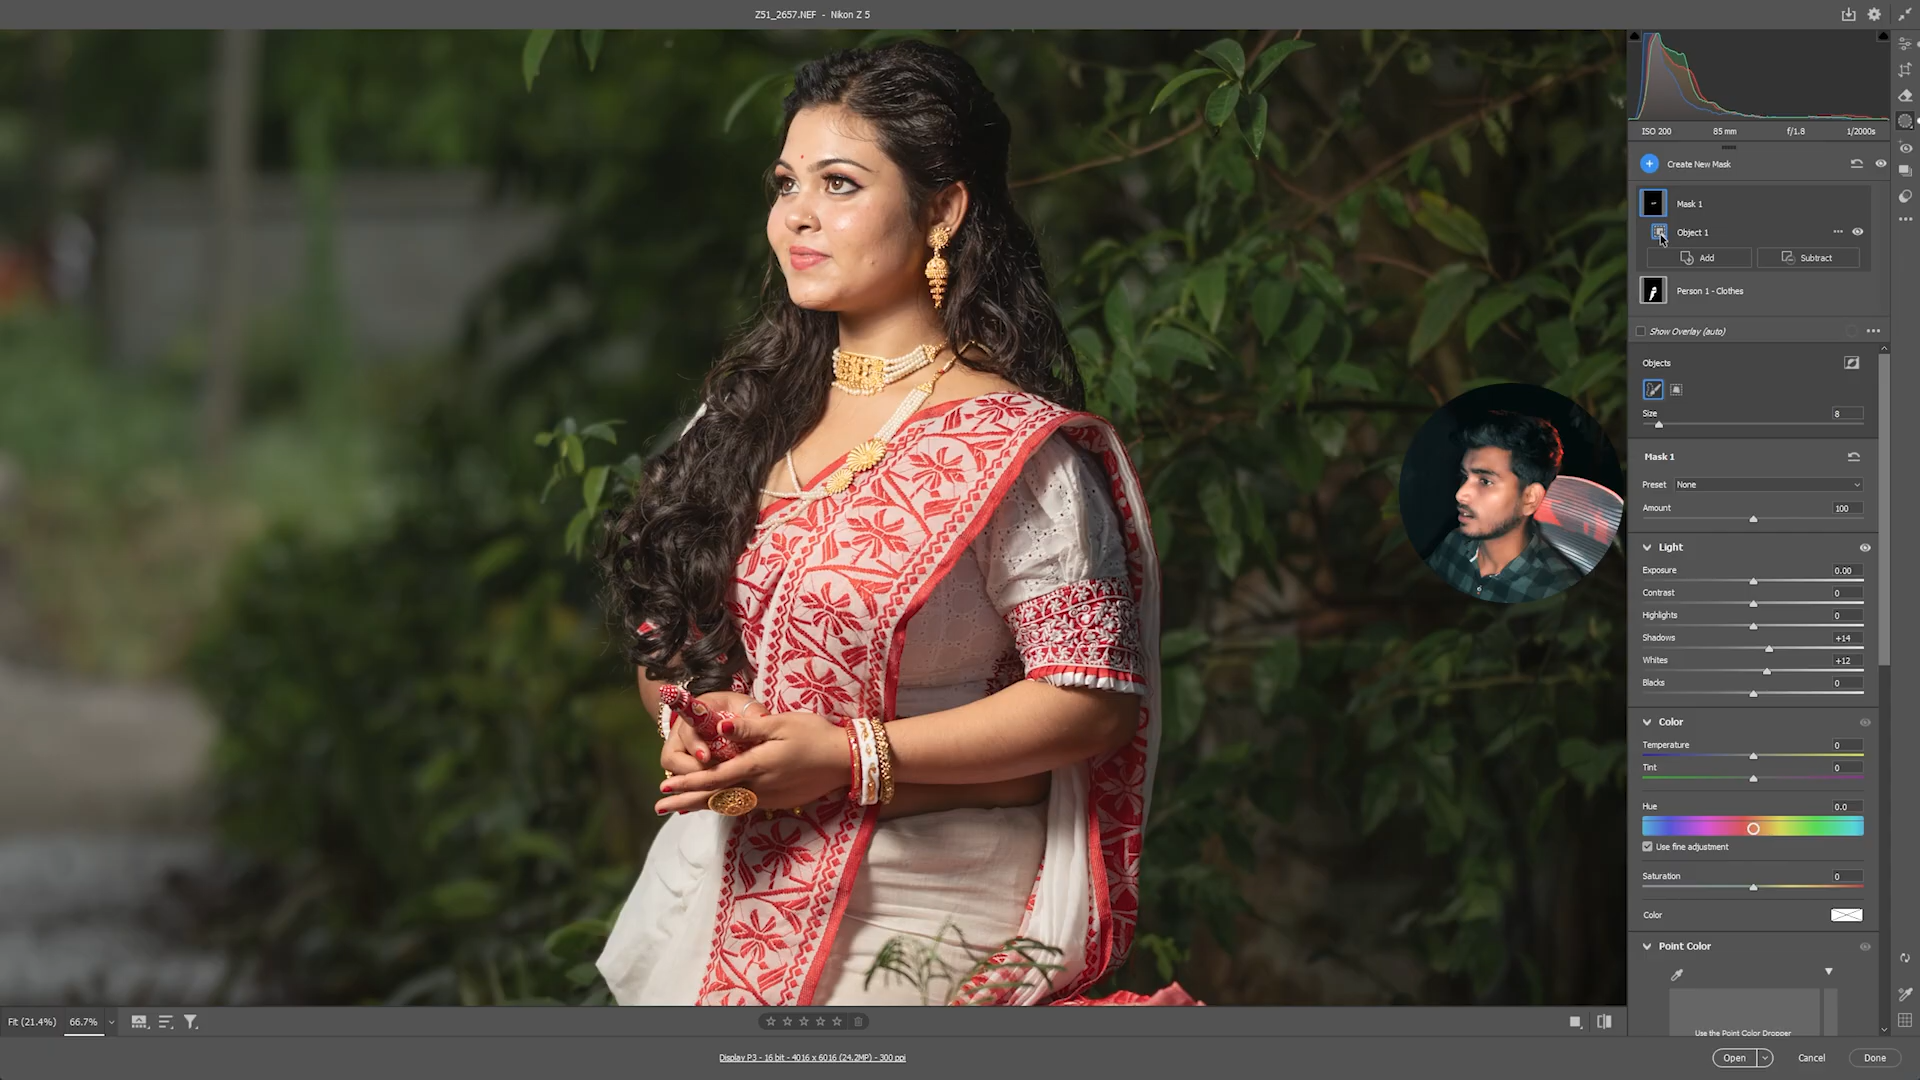 Z51_2657.NEF - Nikon Z 5
ISO 200 85 mm f/1.8 1/2000s
Create New Mask
Mask 1
Object 1
Add Subtract
Person 1 - Clothes
Show Overlay (auto)
Objects
Size 8
Mask 1
Preset None
Amount 100
Light
Exposure 0.00
Contrast 0
Highlights 0
Shadows +14
Whites +12
Blacks 0
Color
Temperature 0
Tint 0
Hue 0.0
Use fine adjustment
Saturation 0
Color
Point Color
Use the Point Color Dropper
Fit (21.4%) 66.7%
Display P3 - 16 bit - 4016 x 6016 (24.2MP) - 300 ppi
Open Cancel Done